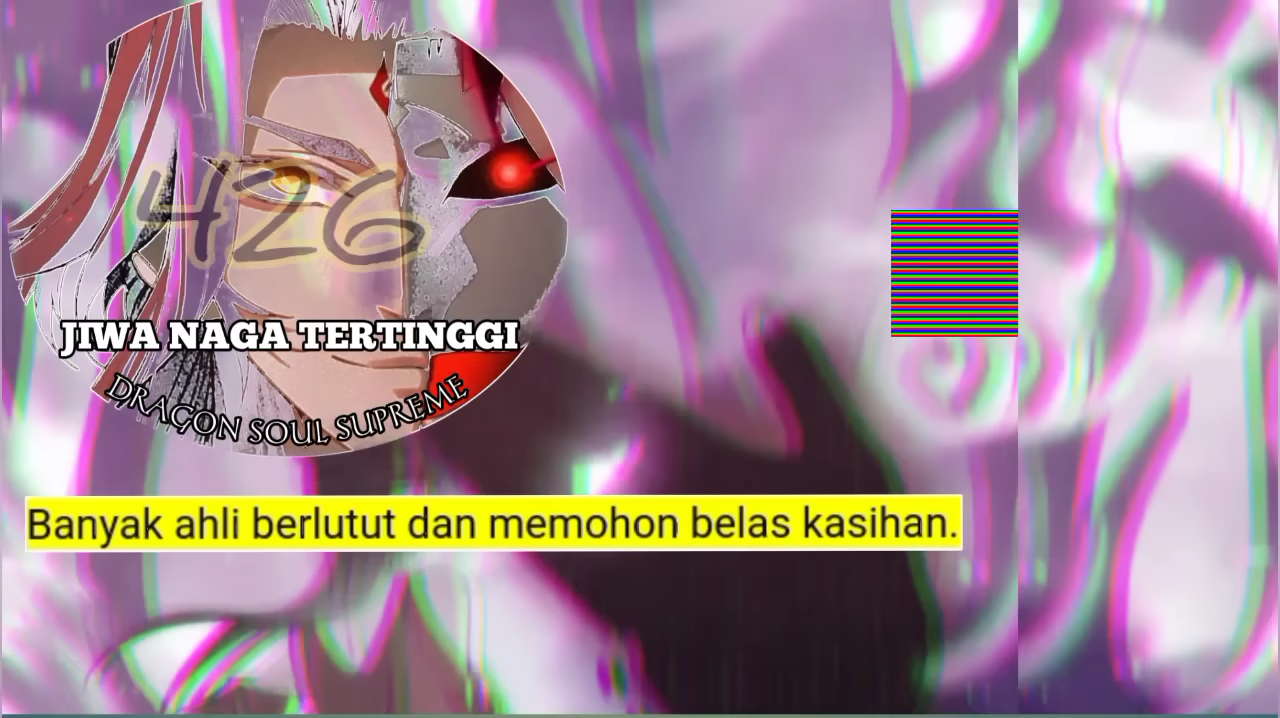 426
JIWA NAGA TERTINGGI
DRAGON SOUL SUPREME
Banyak ahli berlutut dan memohon belas kasihan.